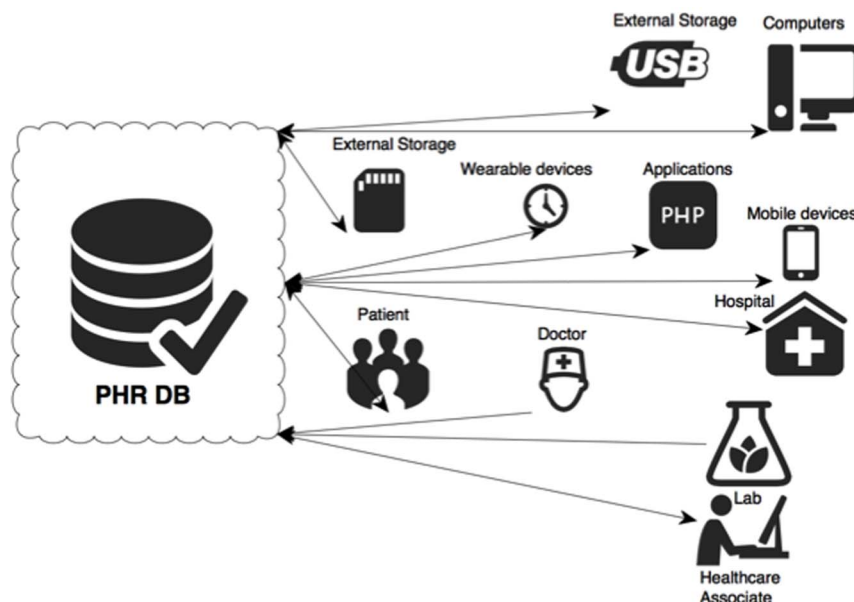 External Storage
Computers
USB
External Storage
Wearable devices
Applications
PHP
Mobile devices
Hospital
Patient
Doctor
PHR DB
Lab
Healthcare
Associate